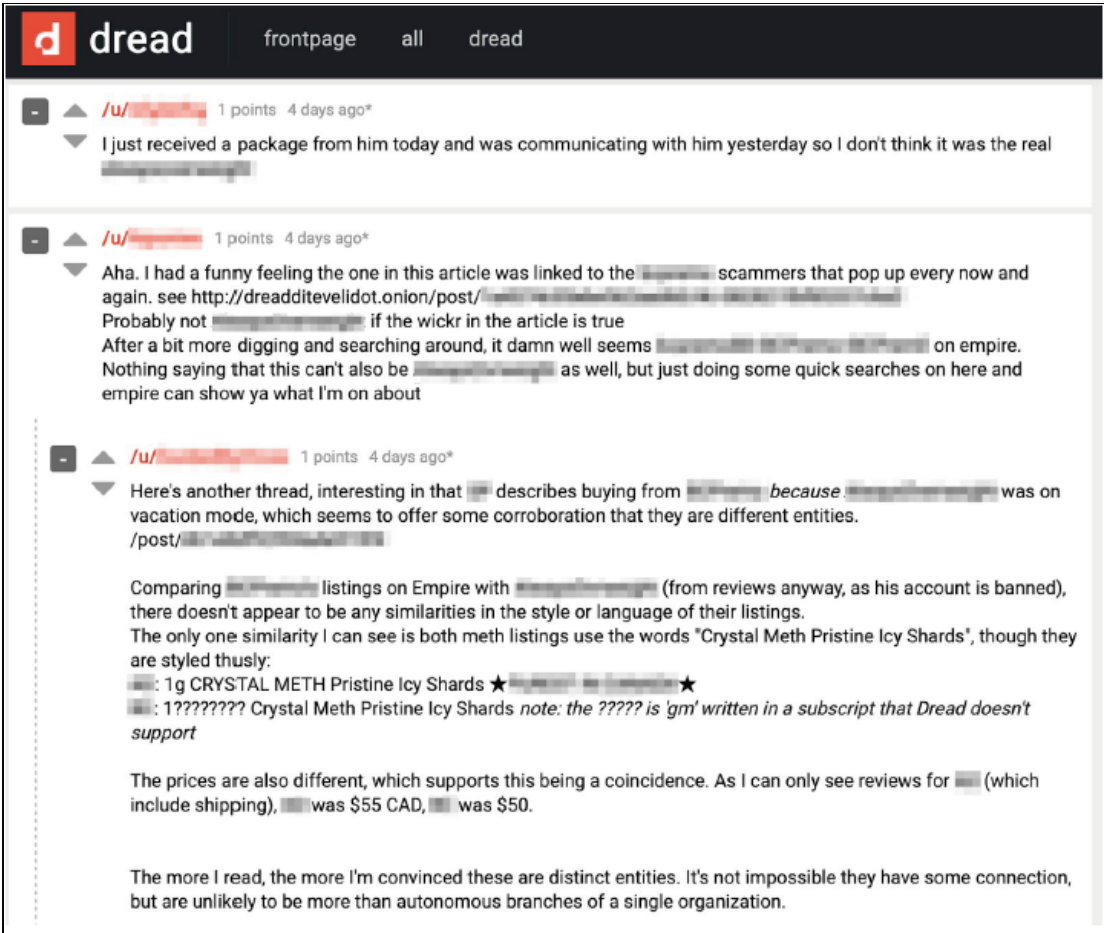 d dread frontpage all dread
- /u/ 1 points 4 days ago*
I just received a package from him today and was communicating with him yesterday so I don't think it was the real
- /u/ 1 points 4 days ago*
Aha. I had a funny feeling the one in this article was linked to the scammers that pop up every now and
again. see http://dreadditevelidot.onion/post/
Probably not if the wickr in the article is true
After a bit more digging and searching around, it damn well seems on empire.
Nothing saying that this can't also be as well, but just doing some quick searches on here and
empire can show ya what I'm on about
- /u/ 1 points 4 days ago*
Here's another thread, interesting in that describes buying from because was on
vacation mode, which seems to offer some corroboration that they are different entities.
/post/
Comparing listings on Empire with (from reviews anyway, as his account is banned),
there doesn't appear to be any similarities in the style or language of their listings.
The only one similarity I can see is both meth listings use the words "Crystal Meth Pristine Icy Shards", though they
are styled thusly:
: 1g CRYSTAL METH Pristine Icy Shards ★ ★
: 1???????? Crystal Meth Pristine Icy Shards note: the ????? is 'gm' written in a subscript that Dread doesn't
support
The prices are also different, which supports this being a coincidence. As I can only see reviews for (which
include shipping), was $55 CAD, was $50.
The more I read, the more I'm convinced these are distinct entities. It's not impossible they have some connection,
but are unlikely to be more than autonomous branches of a single organization.